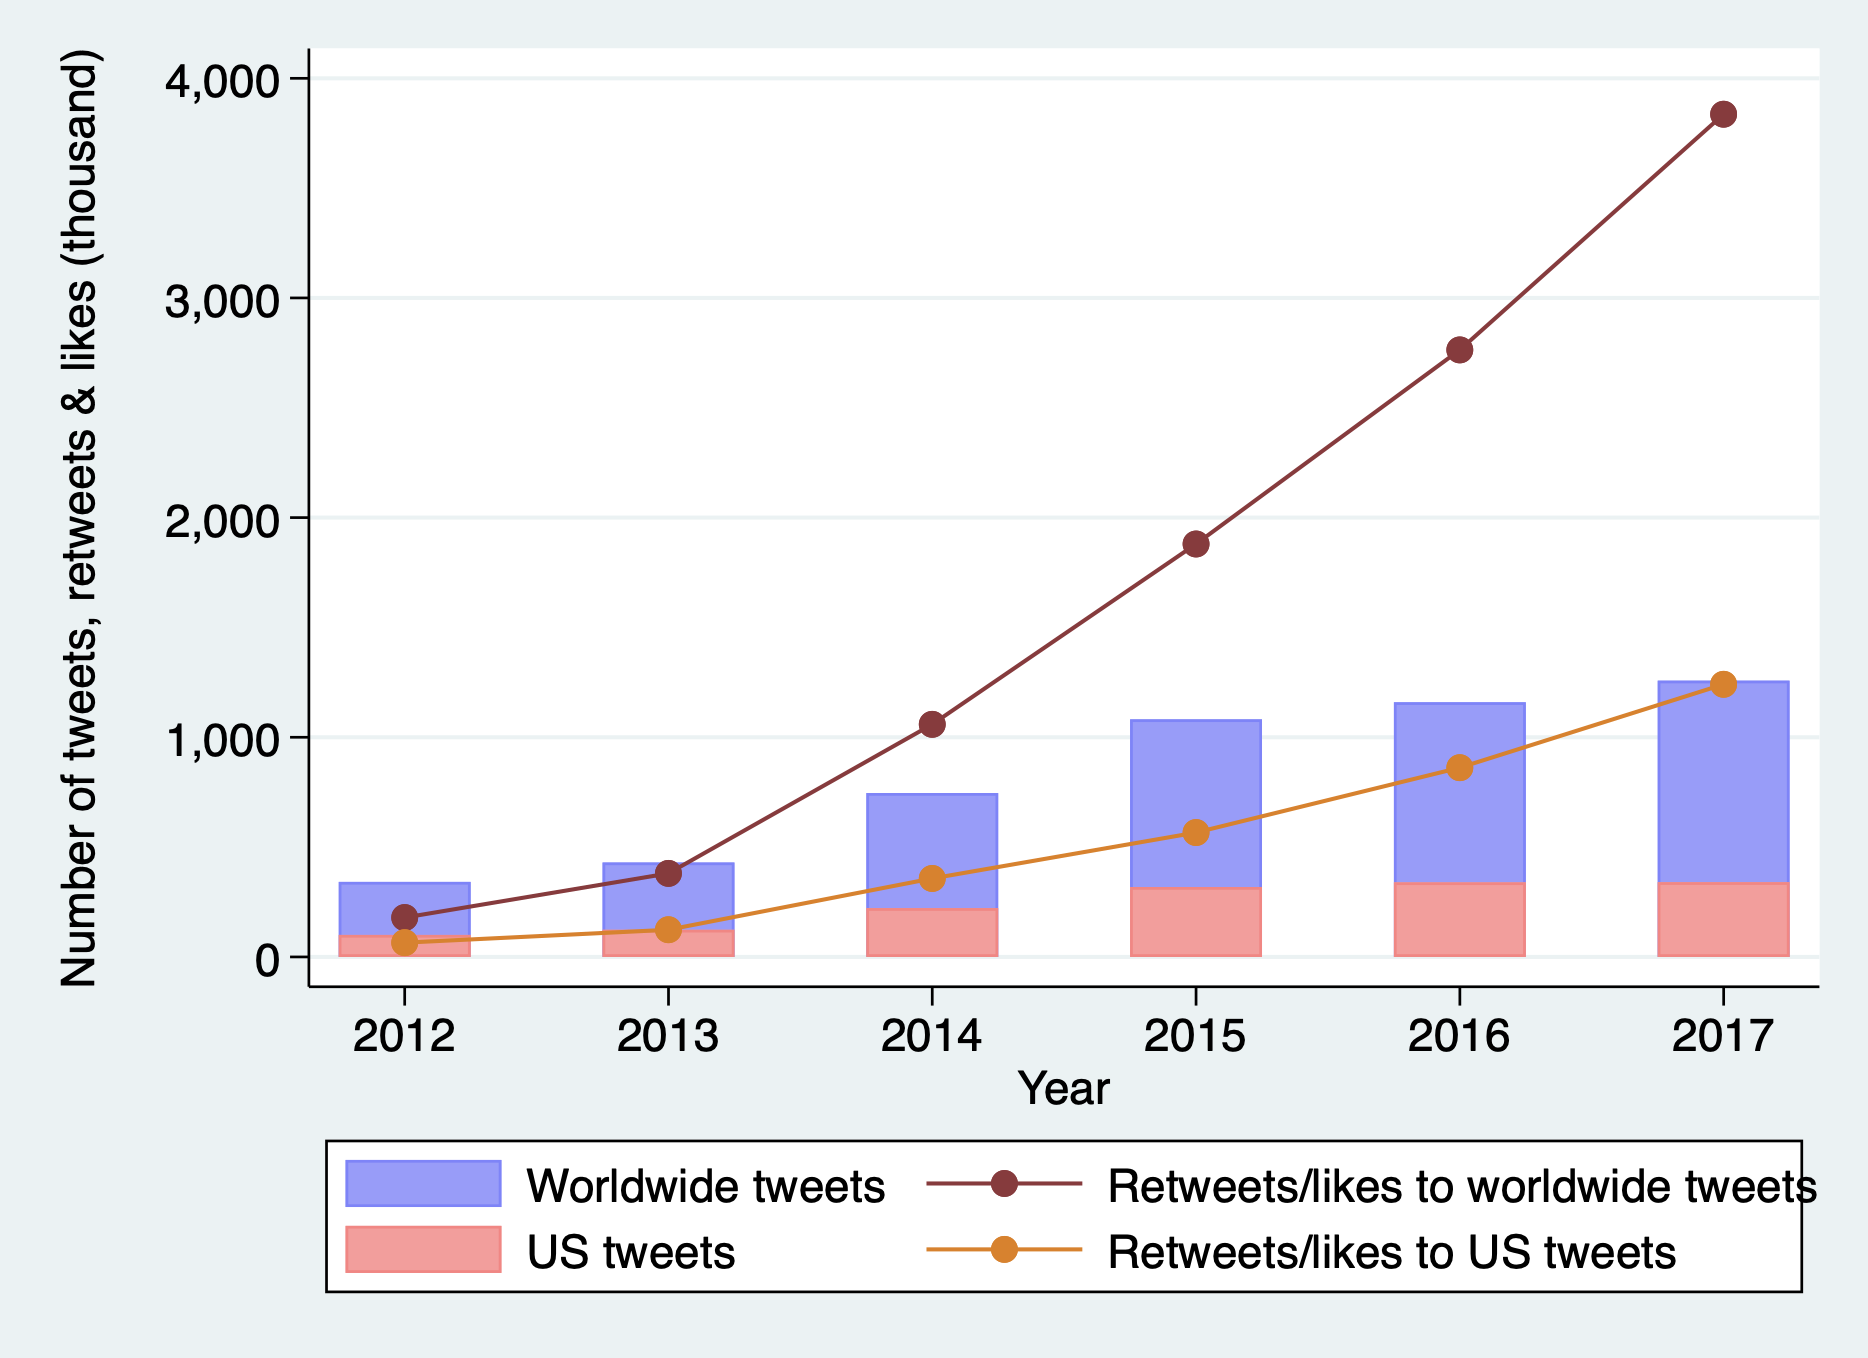 Number of tweets, retweets & likes (thousand)
4,000
3,000
2,000
1,000
0
2012 2013 2014 2015 2016 2017
Year
Worldwide tweets Retweets/likes to worldwide tweets
US tweets Retweets/likes to US tweets